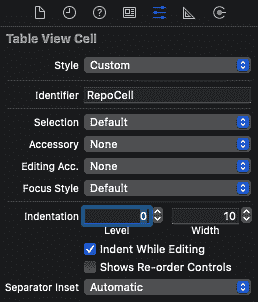 Table View Cell
Style Custom
Identifier RepoCell
Selection Default
Accessory None
Editing Acc. None
Focus Style Default
Indentation 0 10
Level Width
Indent While Editing
Shows Re-order Controls
Separator Inset Automatic